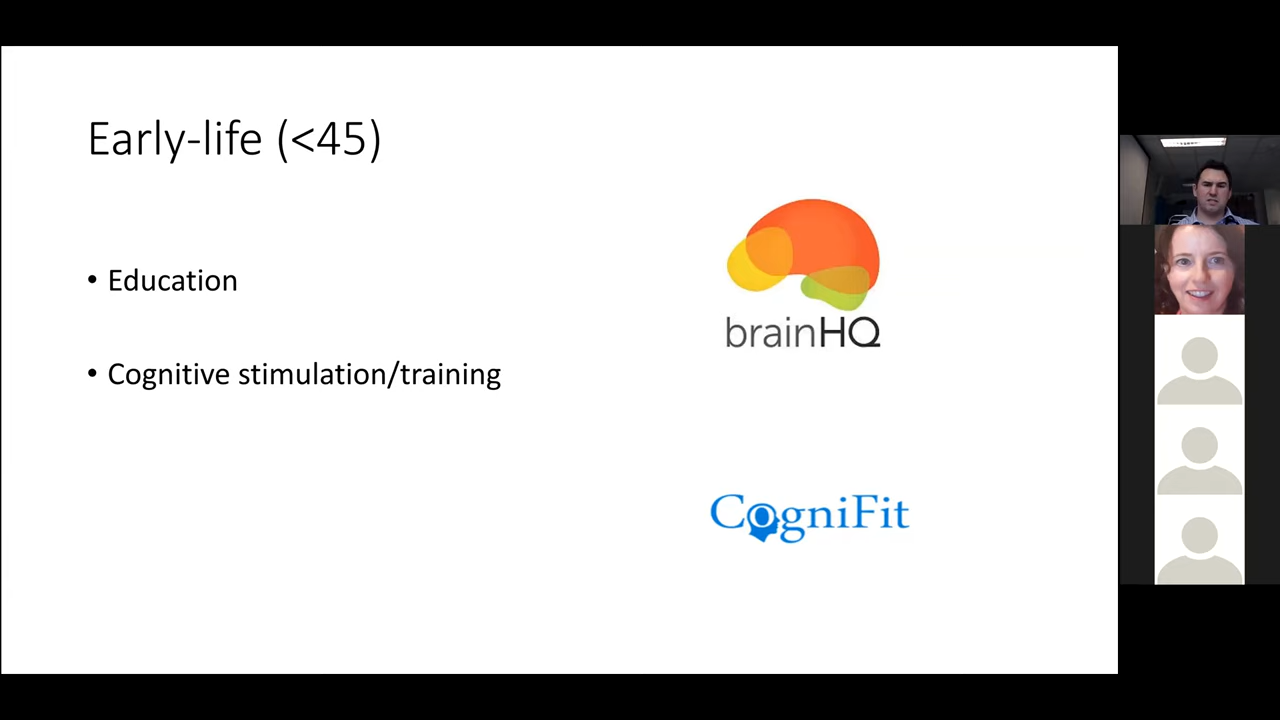 Early-life (<45)
• Education
• Cognitive stimulation/training
brainHQ
CogniFit